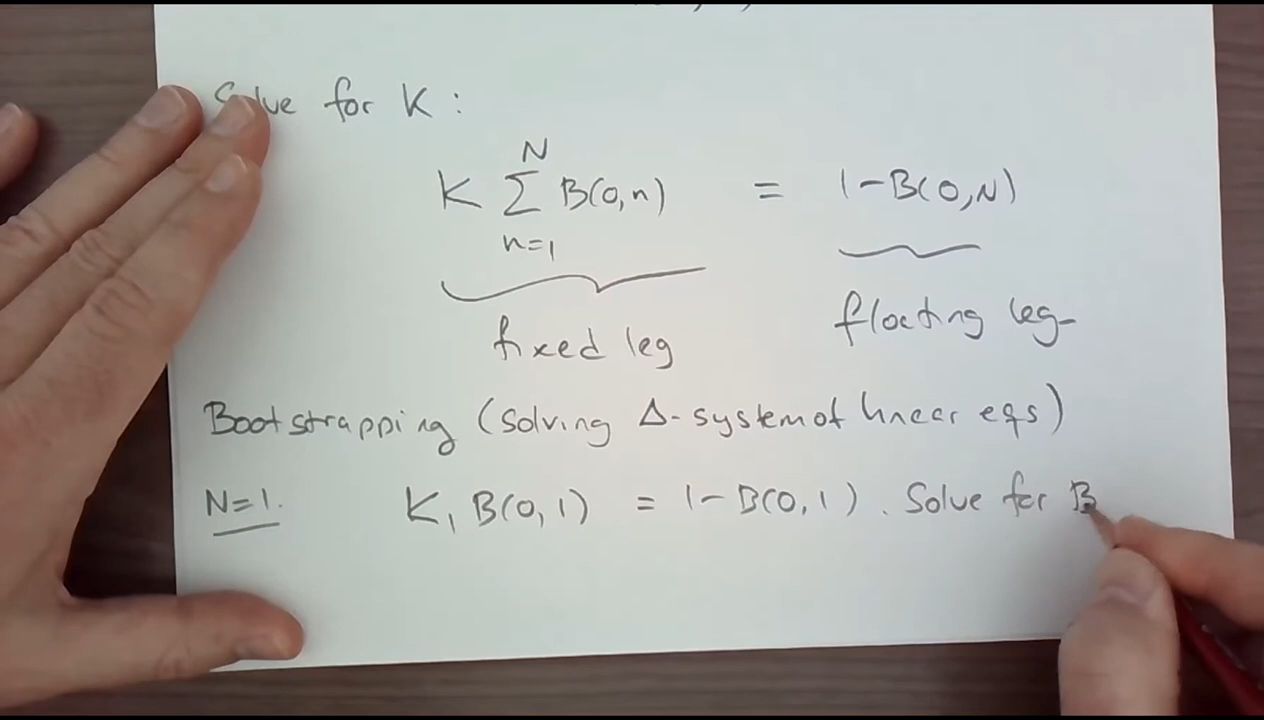 Solve for K :
N
K Σ B(0,n) = 1-B(0,N)
n=1
fixed leg
floating leg-
Bootstrapping (solving Δ-system of linear eqs)
N=1. K₁ B(0,1) = 1-B(0,1). Solve for B